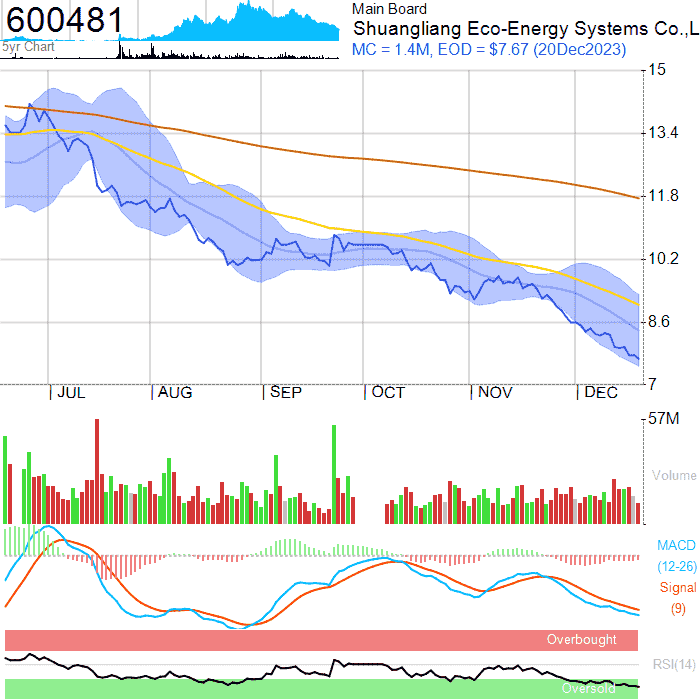 600481
5yr Chart
Main Board
Shuangliang Eco-Energy Systems Co.,L
MC = 1.4M, EOD = $7.67 (20Dec2023)
15
13.4
11.8
10.2
8.6
7
JUL
AUG
SEP
OCT
NOV
DEC
57M
Volume
MACD
(12-26)
Signal
(9)
Overbought
RSI(14)
Oversold